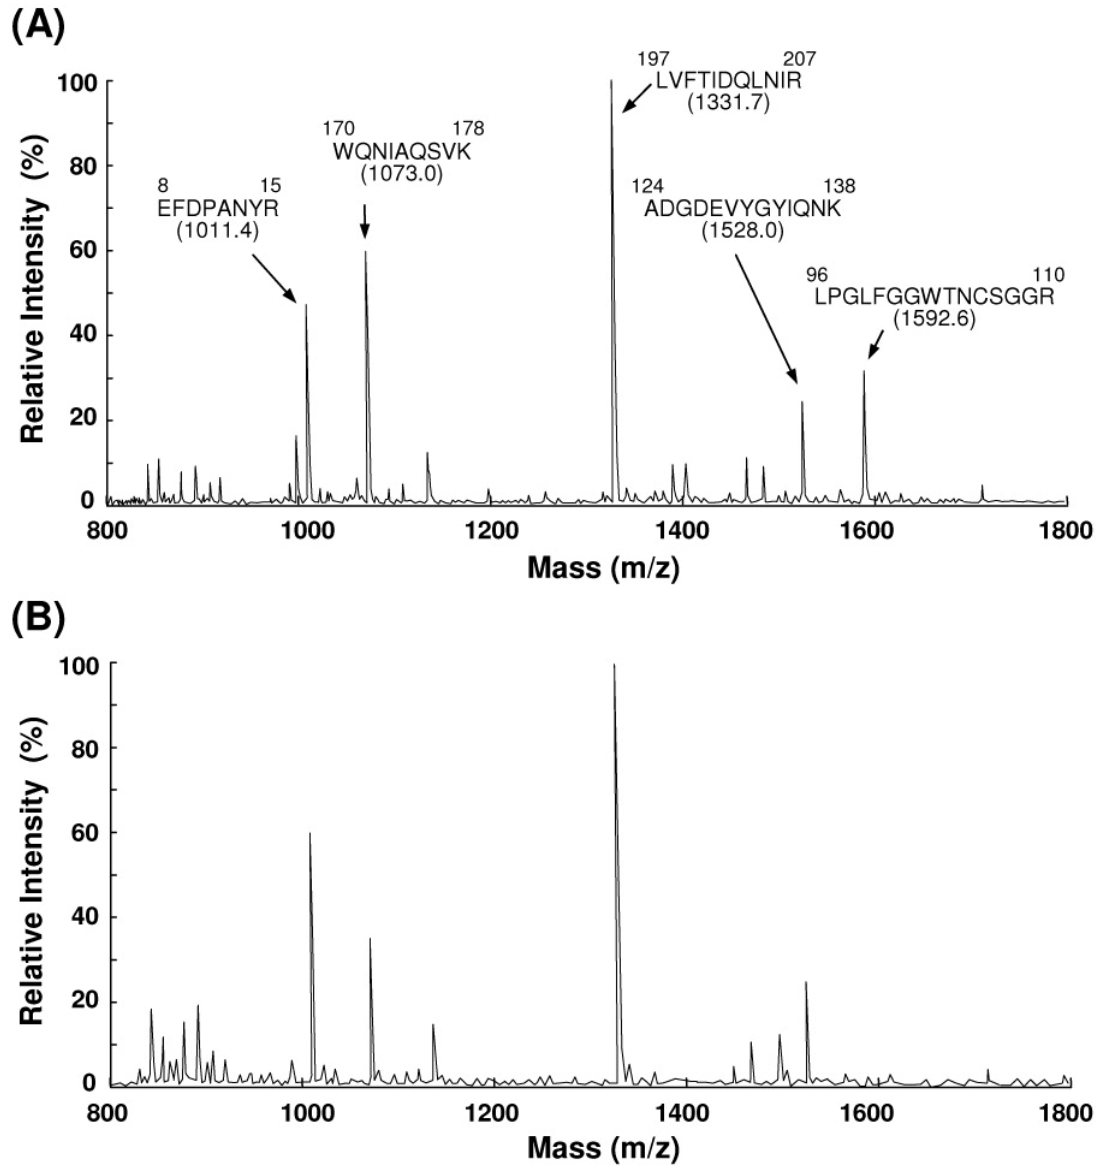 (A)
Relative Intensity (%)
100
80
60
40
20
0
8 15
EFDPANYR
(1011.4)
170 178
WQNIAQSVK
(1073.0)
197 207
LVFTIDQLNIR
(1331.7)
124 138
ADGDEVYGYIQNK
(1528.0)
96 110
LPGLFGGWTNCSGGR
(1592.6)
800 1000 1200 1400 1600 1800
Mass (m/z)
(B)
Relative Intensity (%)
100
80
60
40
20
0
800 1000 1200 1400 1600 1800
Mass (m/z)